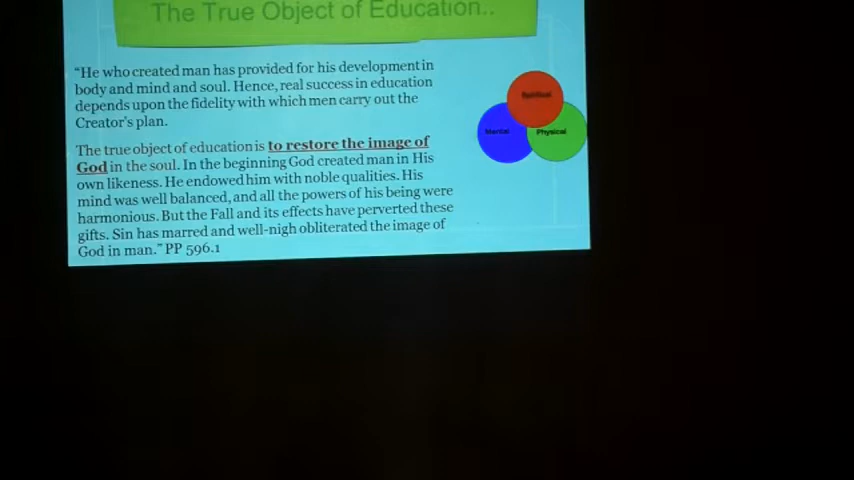 The True Object of Education..
“He who created man has provided for his development in
body and mind and soul. Hence, real success in education
depends upon the fidelity with which men carry out the
Creator's plan.
The true object of education is to restore the image of
God in the soul. In the beginning God created man in His
own likeness. He endowed him with noble qualities. His
mind was well balanced, and all the powers of his being were
harmonious. But the Fall and its effects have perverted these
gifts. Sin has marred and well-nigh obliterated the image of
God in man.” PP 596.1
Spiritual
Mental
Physical